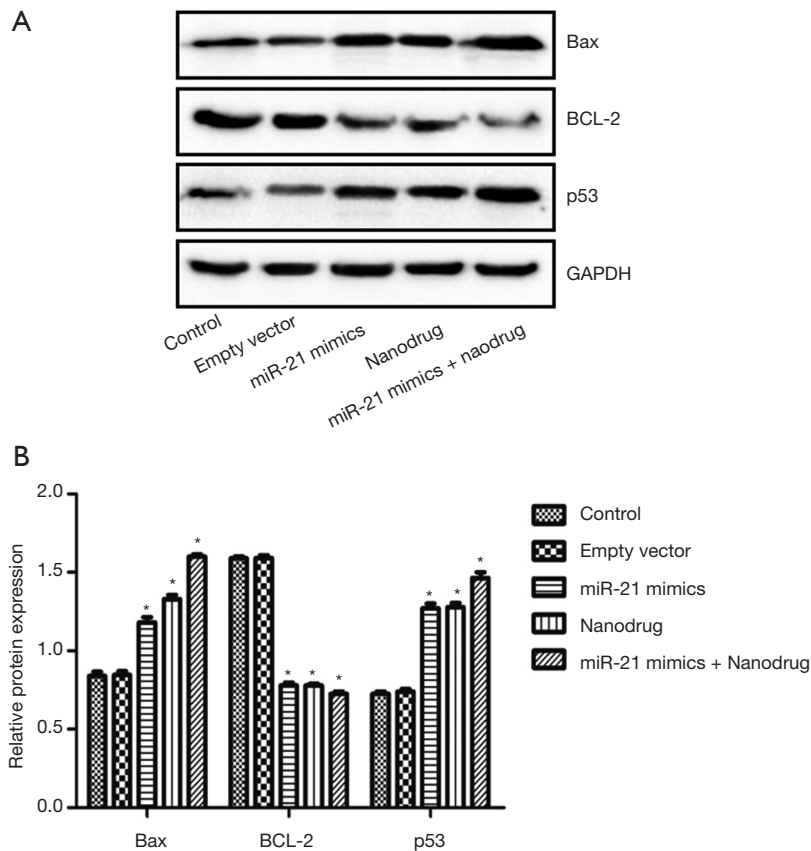 A
Bax
BCL-2
p53
GAPDH
Control
Empty vector
miR-21 mimics
Nanodrug
miR-21 mimics + naodrug
B
Relative protein expression
2.0
1.5
1.0
0.5
0.0
* * *
* * *
* * *
Bax BCL-2 p53
Control
Empty vector
miR-21 mimics
Nanodrug
miR-21 mimics + Nanodrug